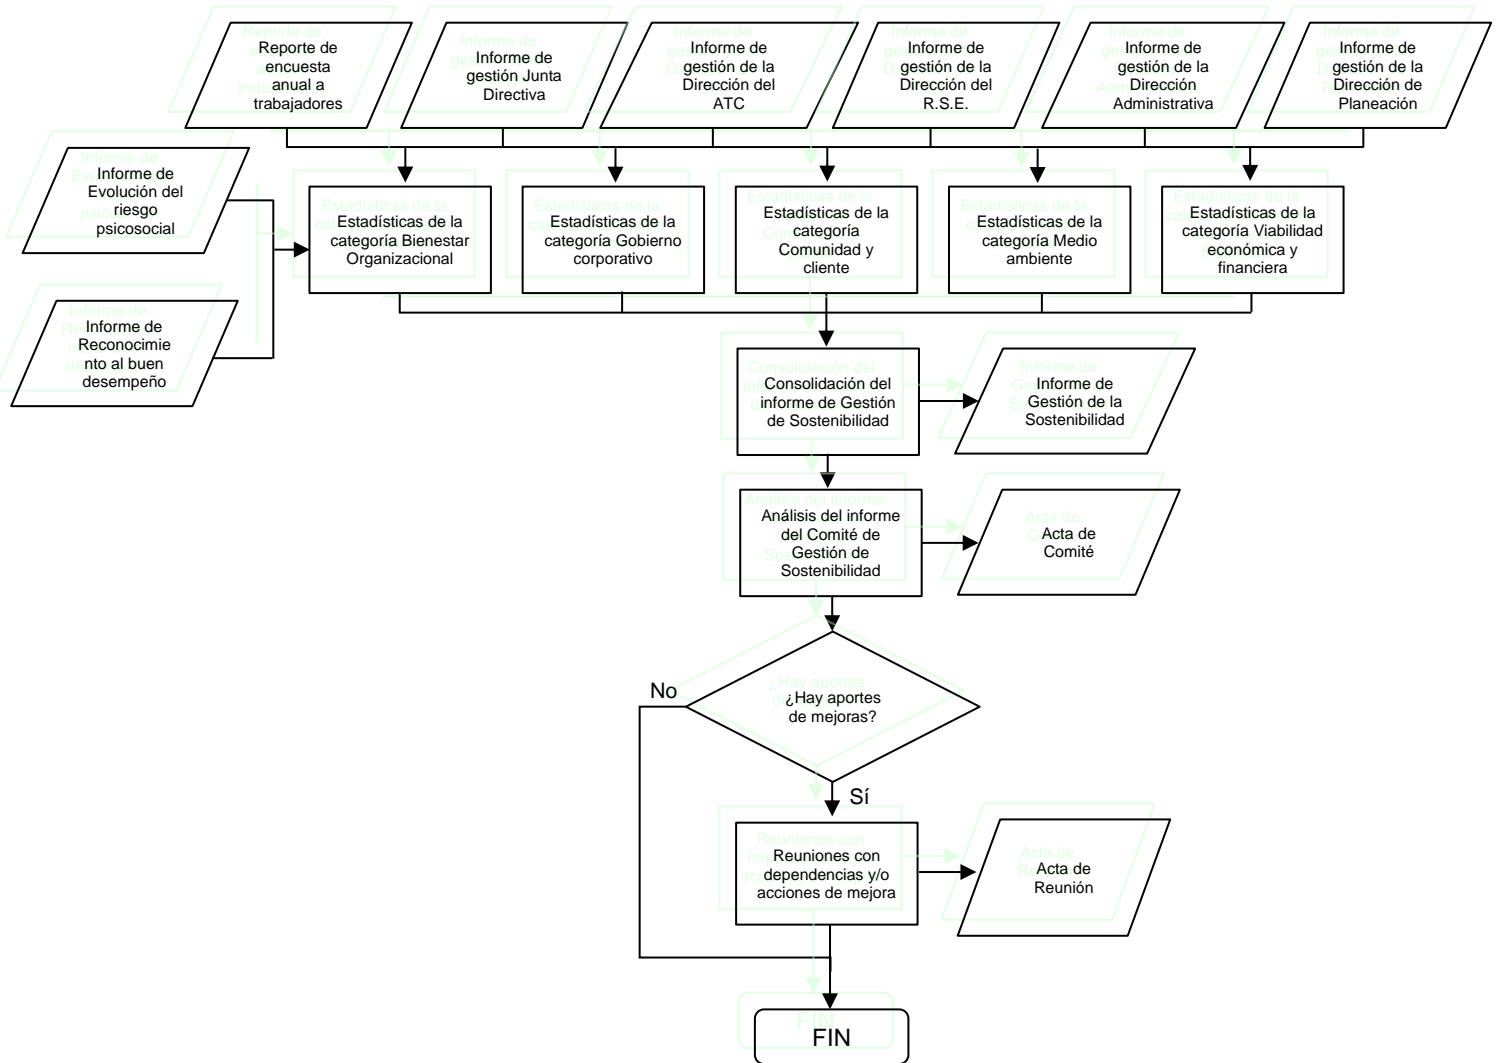 Reporte de
encuesta
anual a
trabajadores
Informe de
gestión Junta
Directiva
Informe de
gestión de la
Dirección del
ATC
Informe de
gestión de la
Dirección del
R.S.E.
Informe de
gestión de la
Dirección
Administrativa
Informe de
gestión de la
Dirección de
Planeación
Informe de
Evolución del
riesgo
psicosocial
Estadísticas de la
categoría Bienestar
Organizacional
Estadísticas de la
categoría Gobierno
corporativo
Estadísticas de la
categoría
Comunidad y
cliente
Estadísticas de la
categoría Medio
ambiente
Estadísticas de la
categoría Viabilidad
económica y
financiera
Informe de
Reconocimie
nto al buen
desempeño
Consolidación del
informe de Gestión
de Sostenibilidad
Informe de
Gestión de la
Sostenibilidad
Análisis del informe
del Comité de
Gestión de
Sostenibilidad
Acta de
Comité
No
¿Hay aportes
de mejoras?
Sí
Reuniones con
dependencias y/o
acciones de mejora
Acta de
Reunión
FIN